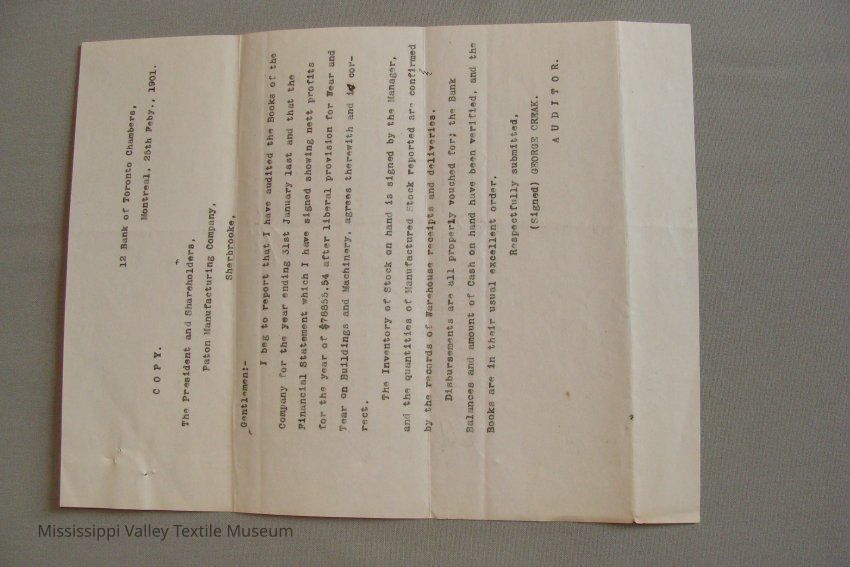 12 Bank of Toronto Chambers,
Montreal, 25th Feby., 1901.
C O P Y.
The President and Shareholders,
Paton Manufacturing Company,
Sherbrooke,
Gentlemen:-
I beg to report that I have audited the Books of the
Company for the year ending 31st January last and that the
Financial Statement which I have signed showing nett profits
for the year of $76855.54 after liberal provision for Wear and
Tear on Buildings and Machinery, agrees therewith and is cor-
rect.
The Inventory of Stock on hand is signed by the Manager,
and the quantities of Manufactured Stock reported are confirmed
by the records of Warehouse receipts and deliveries.
Disbursements are all properly vouched for; the Bank
Balances and amount of Cash on hand have been verified, and the
Books are in their usual excellent order.
Respectfully submitted,
(Signed) GEORGE CREAK.
A U D I T O R.
Mississippi Valley Textile Museum